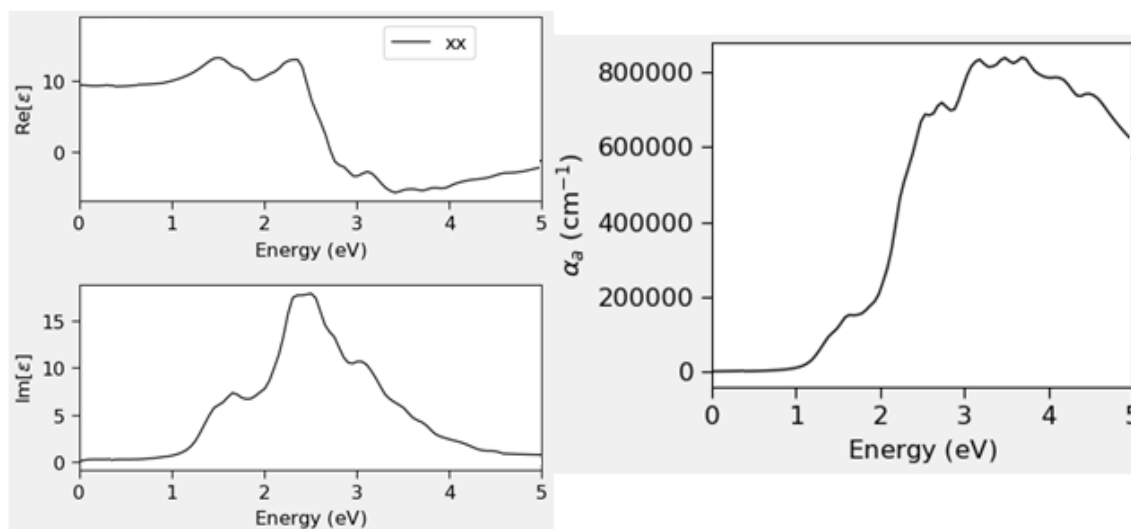 xx
Re[ε]
10
0
0 1 2 3 4 5
Energy (eV)
Im[ε]
15
10
5
0
0 1 2 3 4 5
Energy (eV)
αa (cm⁻¹)
800000
600000
400000
200000
0
0 1 2 3 4 5
Energy (eV)